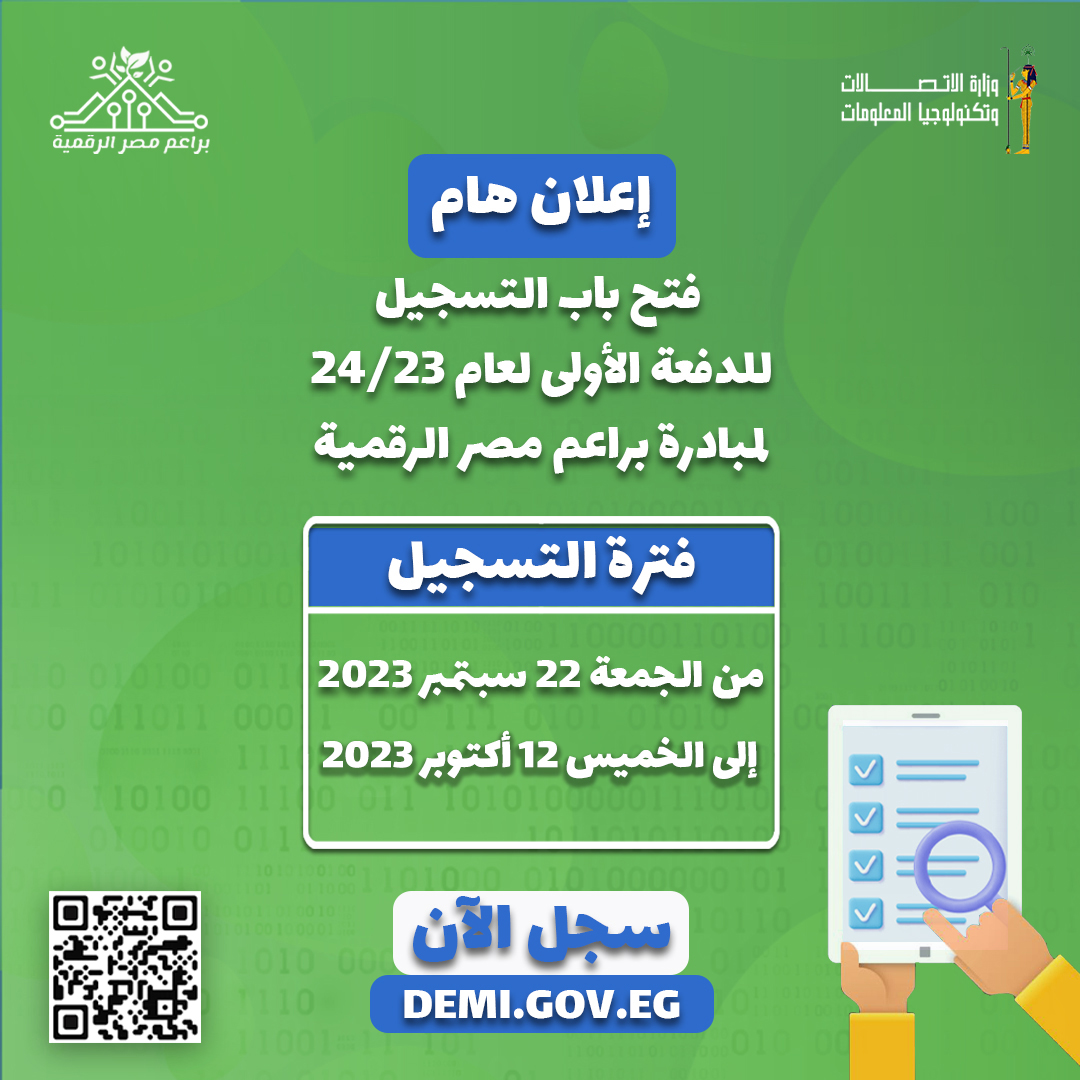 وزارة الاتصالات
وتكنولوجيا المعلومات
براعم مصر الرقمية
إعلان هام
فتح باب التسجيل
للدفعة الأولى لعام 24/23
لمبادرة براعم مصر الرقمية
فترة التسجيل
من الجمعة 22 سبتمبر 2023
إلى الخميس 12 أكتوبر 2023
سجل الآن
DEMI.GOV.EG